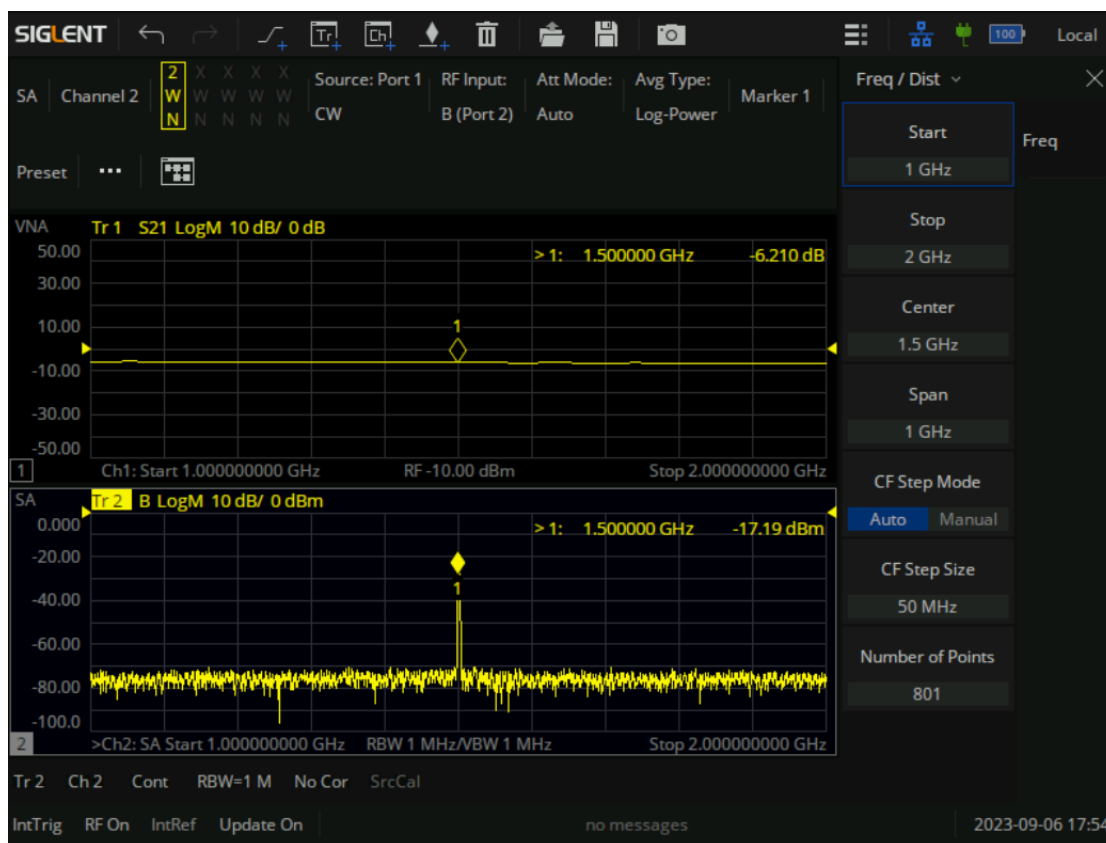 SIGLENT Tr Ch 100 Local
SA Channel 2 2 X X X X Source: Port 1 RF Input: Att Mode: Avg Type: Marker 1
W W W W W CW B (Port 2) Auto Log-Power
N N N N N
Preset ...
Freq / Dist
Start
1 GHz
Freq
Stop
2 GHz
Center
1.5 GHz
Span
1 GHz
CF Step Mode
Auto Manual
CF Step Size
50 MHz
Number of Points
801
VNA Tr 1 S21 LogM 10 dB/ 0 dB
50.00 > 1: 1.500000 GHz -6.210 dB
30.00
10.00 1
-10.00
-30.00
-50.00
1 Ch1: Start 1.000000000 GHz RF -10.00 dBm Stop 2.000000000 GHz
SA Tr 2 B LogM 10 dB/ 0 dBm
0.000 > 1: 1.500000 GHz -17.19 dBm
-20.00
1
-40.00
-60.00
-80.00
-100.0
2 >Ch2: SA Start 1.000000000 GHz RBW 1 MHz/VBW 1 MHz Stop 2.000000000 GHz
Tr 2 Ch 2 Cont RBW=1 M No Cor SrcCal
IntTrig RF On IntRef Update On no messages 2023-09-06 17:54